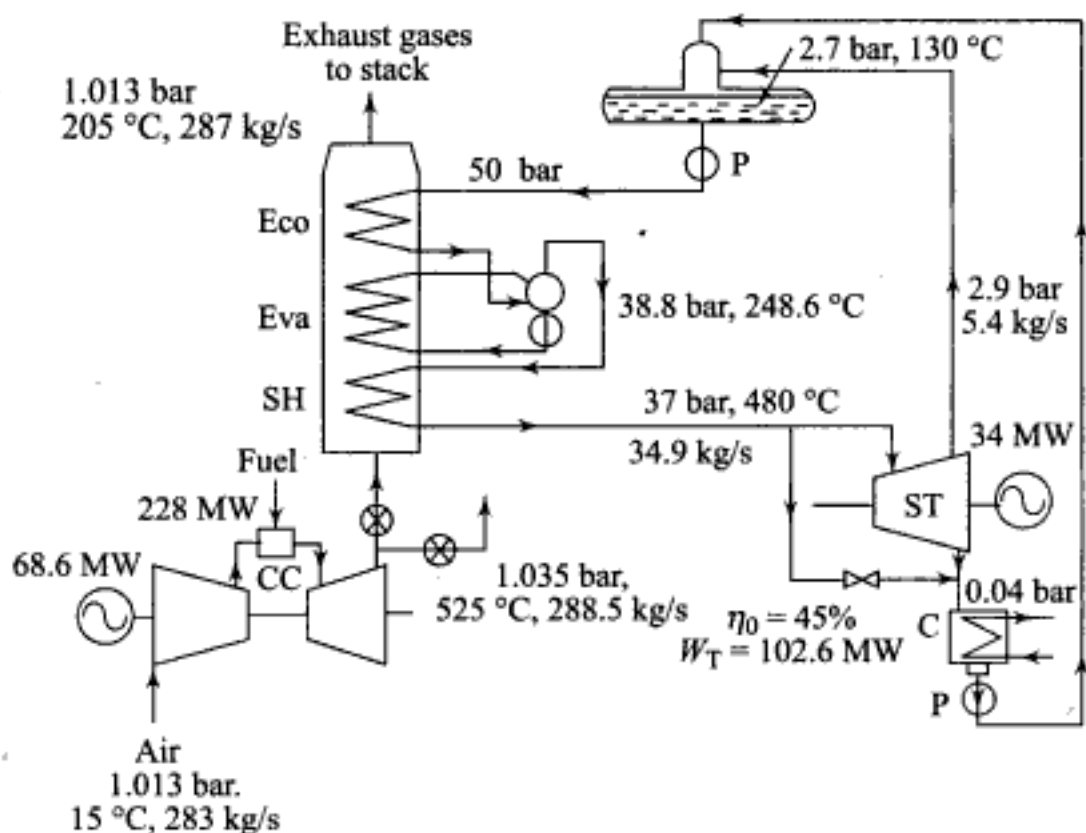 Exhaust gases
to stack
1.013 bar
205 °C, 287 kg/s
2.7 bar, 130 °C
P
50 bar
Eco
Eva
38.8 bar, 248.6 °C
2.9 bar
5.4 kg/s
SH
37 bar, 480 °C
34.9 kg/s
34 MW
Fuel
228 MW
ST
68.6 MW
CC
1.035 bar,
525 °C, 288.5 kg/s
0.04 bar
η0 = 45%
WT = 102.6 MW
C
P
Air
1.013 bar.
15 °C, 283 kg/s